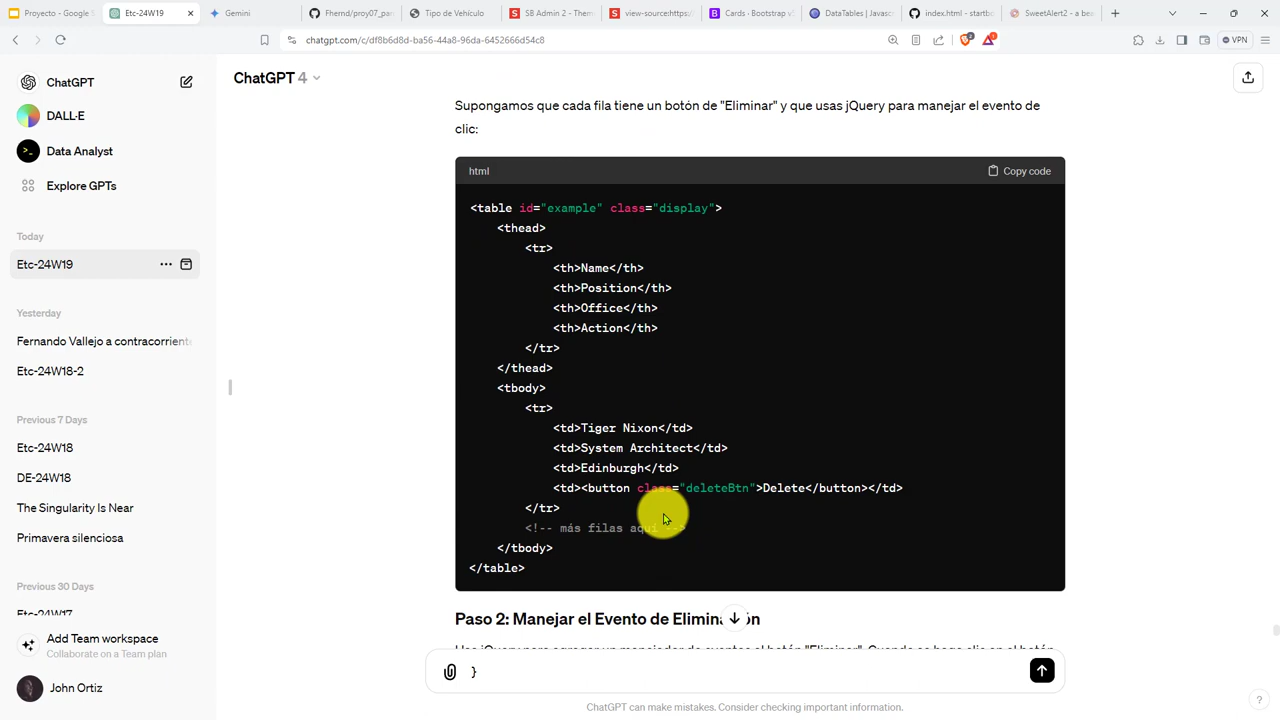 Proyecto - Google S
Etc-24W19
Gemini
Fhernd/proy07_par
Tipo de Vehículo
SB Admin 2 - Them
view-source:https:/
Cards · Bootstrap v5
DataTables | Javasc
index.html - startbo
SweetAlert2 - a bea
chatgpt.com/c/df8b6d8d-ba56-44a8-96da-6452666d54c8
VPN
ChatGPT
DALL·E
Data Analyst
Explore GPTs
Today
Etc-24W19
Yesterday
Fernando Vallejo a contracorriente
Etc-24W18-2
Previous 7 Days
Etc-24W18
DE-24W18
The Singularity Is Near
Primavera silenciosa
Previous 30 Days
Etc-24W17
Add Team workspace
Collaborate on a Team plan
John Ortiz
ChatGPT 4
Supongamos que cada fila tiene un botón de "Eliminar" y que usas jQuery para manejar el evento de
clic:
html
Copy code
<table id="example" class="display">
<thead>
<tr>
<th>Name</th>
<th>Position</th>
<th>Office</th>
<th>Action</th>
</tr>
</thead>
<tbody>
<tr>
<td>Tiger Nixon</td>
<td>System Architect</td>
<td>Edinburgh</td>
<td><button class="deleteBtn">Delete</button></td>
</tr>
<!-- más filas aquí -->
</tbody>
</table>
Paso 2: Manejar el Evento de Eliminación
}
ChatGPT can make mistakes. Consider checking important information.
?